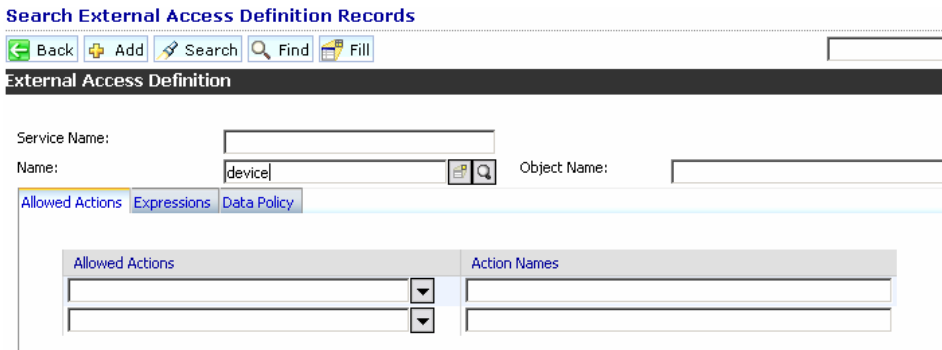 Search External Access Definition Records
Back Add Search Find Fill
External Access Definition
Service Name:
Name: device Object Name:
Allowed Actions Expressions Data Policy
Allowed Actions Action Names